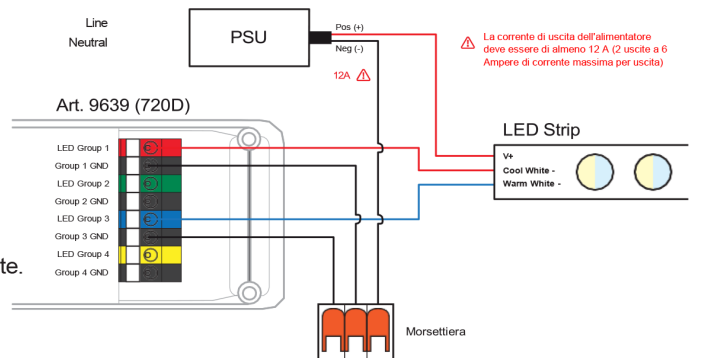 Line
Neutral
PSU
Pos (+)
Neg (-)
12A
La corrente di uscita dell'alimentatore
deve essere di almeno 12 A (2 uscite a 6
Ampere di corrente massima per uscita)
Art. 9639 (720D)
LED Group 1
Group 1 GND
LED Group 2
Group 2 GND
LED Group 3
Group 3 GND
LED Group 4
Group 4 GND
te.
LED Strip
V+
Cool White -
Warm White -
Morsettiera